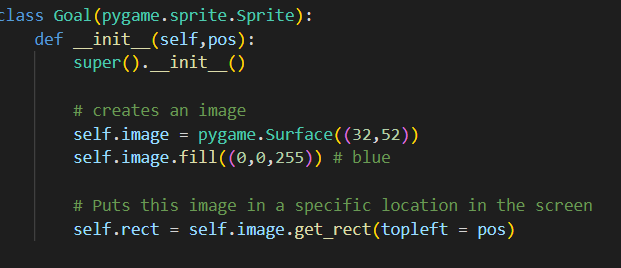 class Goal(pygame.sprite.Sprite):
def __init__(self,pos):
super().__init__()
# creates an image
self.image = pygame.Surface((32,52))
self.image.fill((0,0,255)) # blue
# Puts this image in a specific location in the screen
self.rect = self.image.get_rect(topleft = pos)